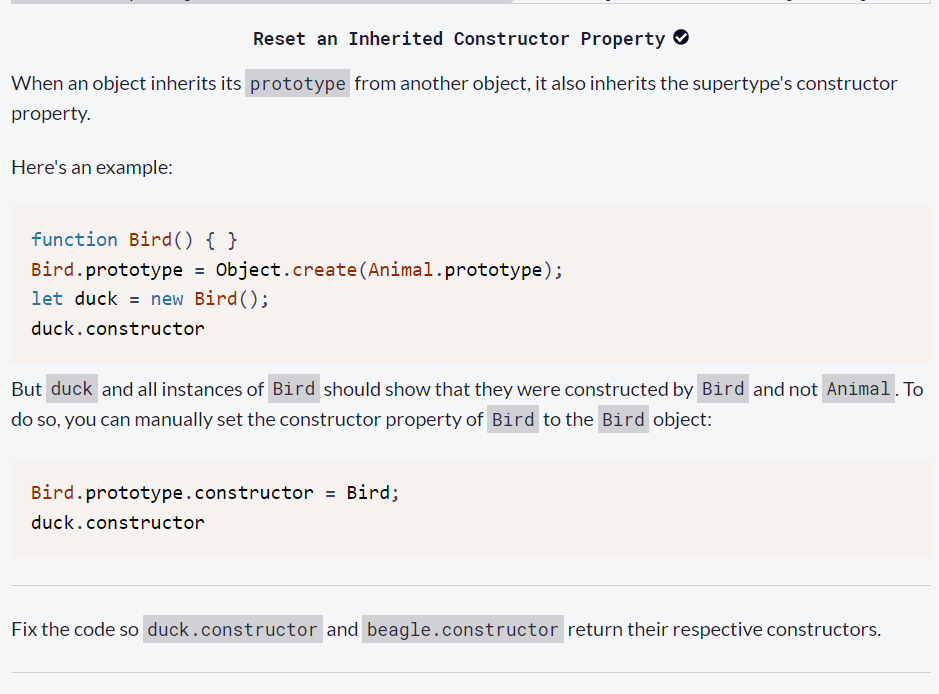 Reset an Inherited Constructor Property
When an object inherits its prototype from another object, it also inherits the supertype's constructor
property.
Here's an example:
function Bird() { }
Bird.prototype = Object.create(Animal.prototype);
let duck = new Bird();
duck.constructor
But duck and all instances of Bird should show that they were constructed by Bird and not Animal. To
do so, you can manually set the constructor property of Bird to the Bird object:
Bird.prototype.constructor = Bird;
duck.constructor
Fix the code so duck.constructor and beagle.constructor return their respective constructors.